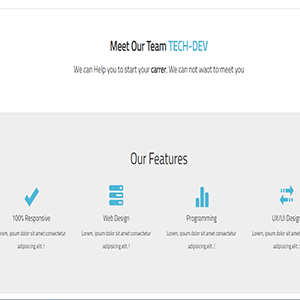 Meet Our Team TECH-DEV
We can Help you to start your carrer, We can not waot to meet you
Our Features
100% Responsive
Web Design
Programming
UX/UI Design
orem, ipsum dolor sit amet consectetur
adipisicing elit. !
Lorem, ipsum dolor sit amet consectetur
adipisicing elit. !
Lorem, ipsum dolor sit amet consectetur
adipisicing elit. !
Lorem, ipsum dolor sit amet
adipisicing elit. !